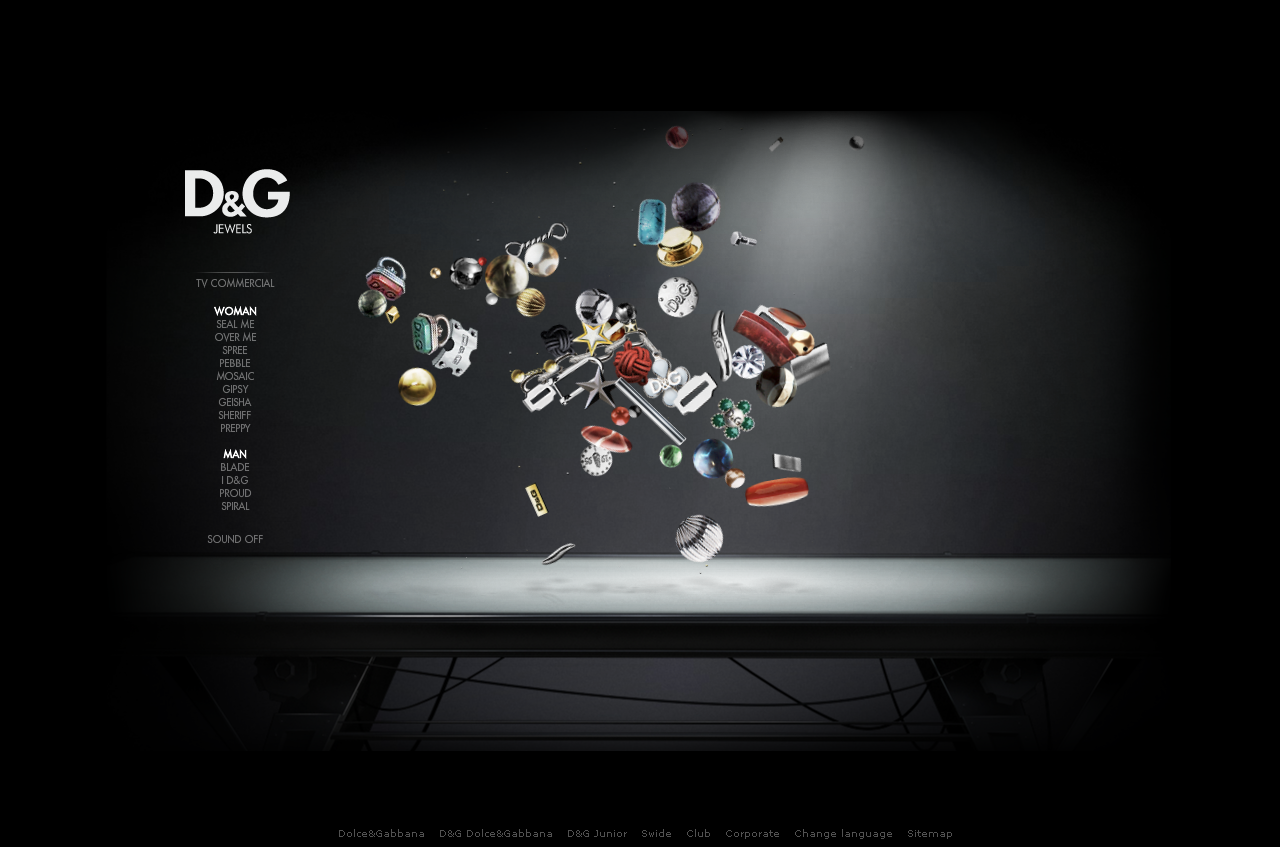 D&G
JEWELS
TV COMMERCIAL
WOMAN
SEAL ME
OVER ME
SPREE
PEBBLE
MOSAIC
GIPSY
GEISHA
SHERIFF
PREPPY
MAN
BLADE
I D&G
PROUD
SPIRAL
SOUND OFF
D&G
D&G
D&G
D&G
Dolce&Gabbana D&G Dolce&Gabbana D&G Junior Swide Club Corporate Change language Sitemap